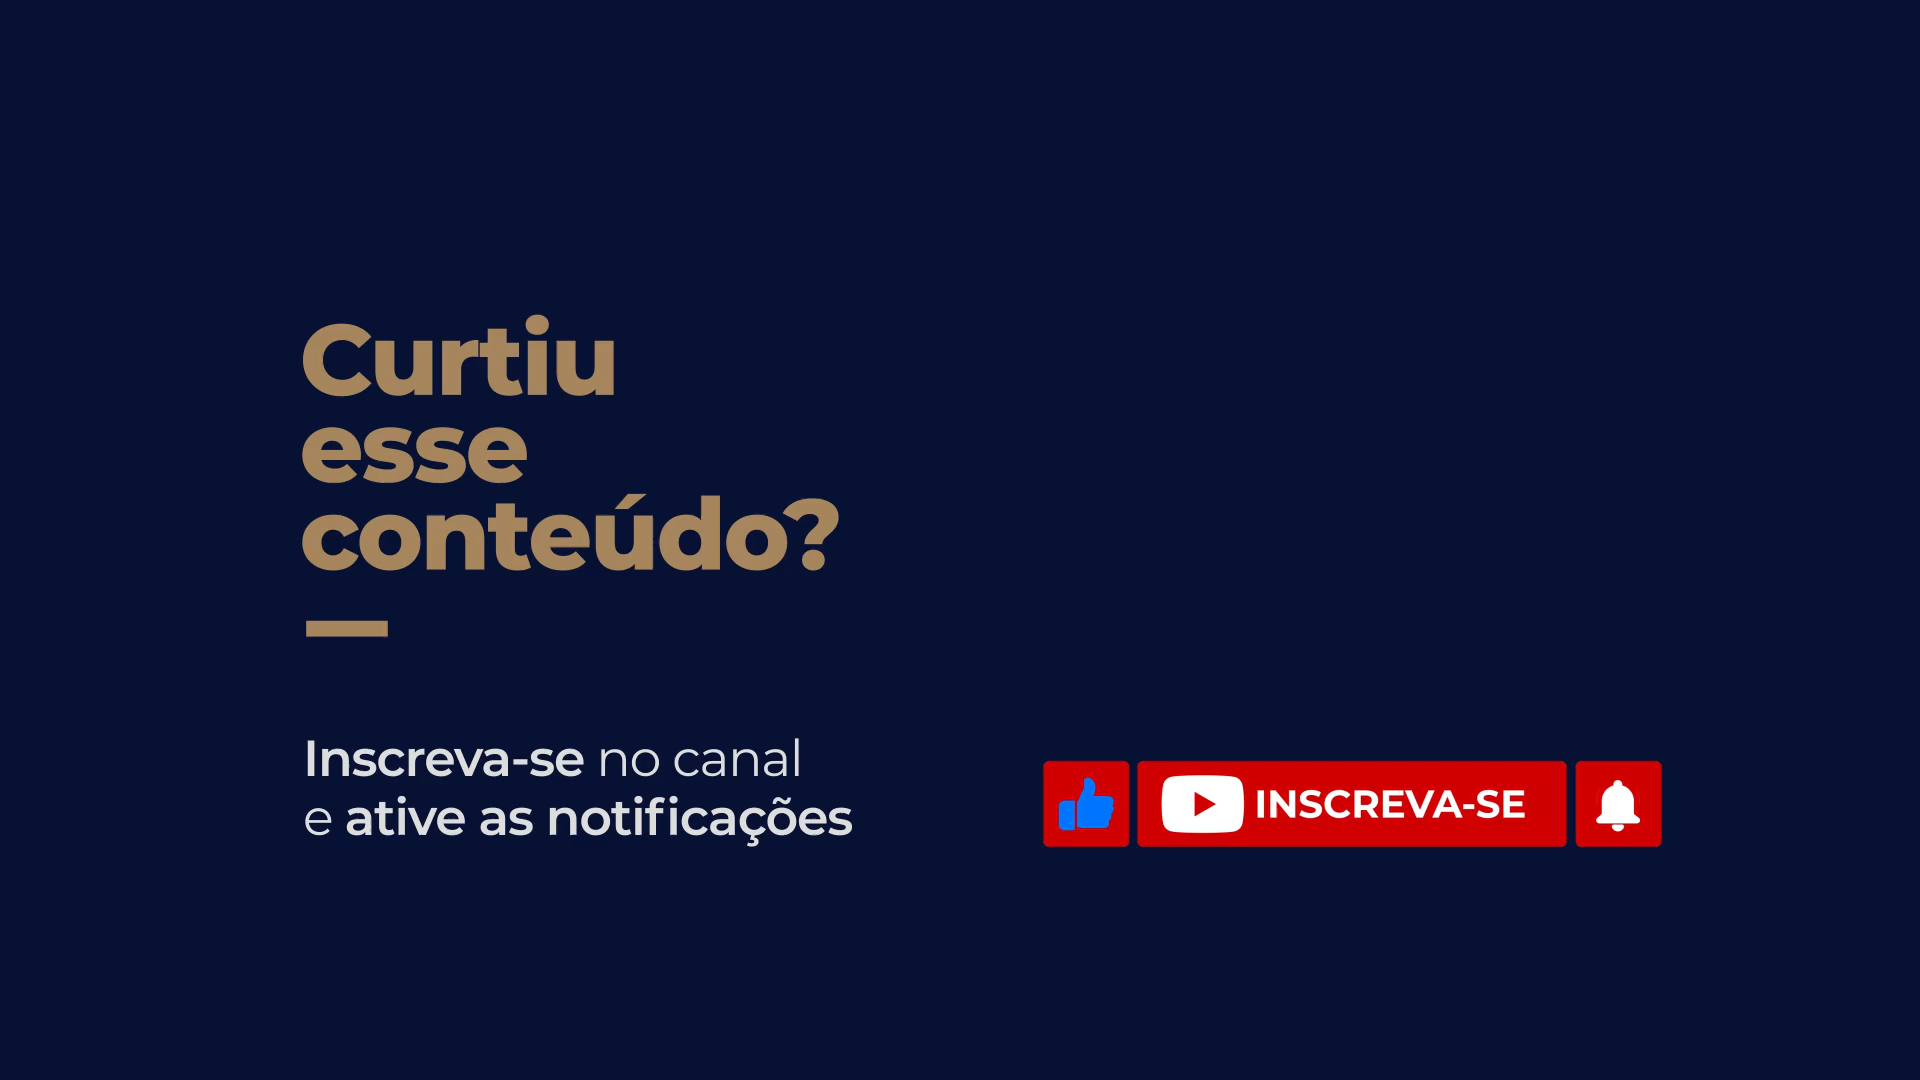 Curtiu
esse
conteúdo?
Inscreva-se no canal
e ative as notificações
INSCREVA-SE